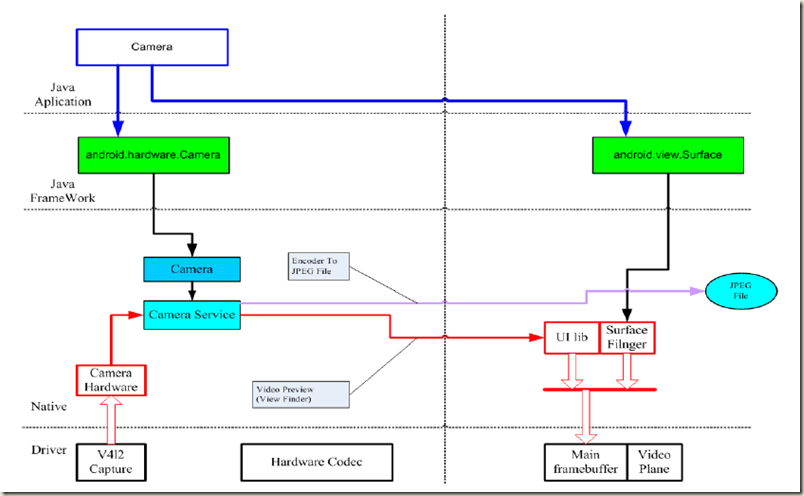 Camera
Java
Aplication
android.hardware.Camera
android.view.Surface
Java
FrameWork
Encoder To
JPEG File
Camera
JPEG
File
Camera Service
UI lib
Surface
Filnger
Camera
Hardware
Video Preview
(View Finder)
Native
Driver
V4l2
Capture
Hardware Codec
Main
framebuffer
Video
Plane